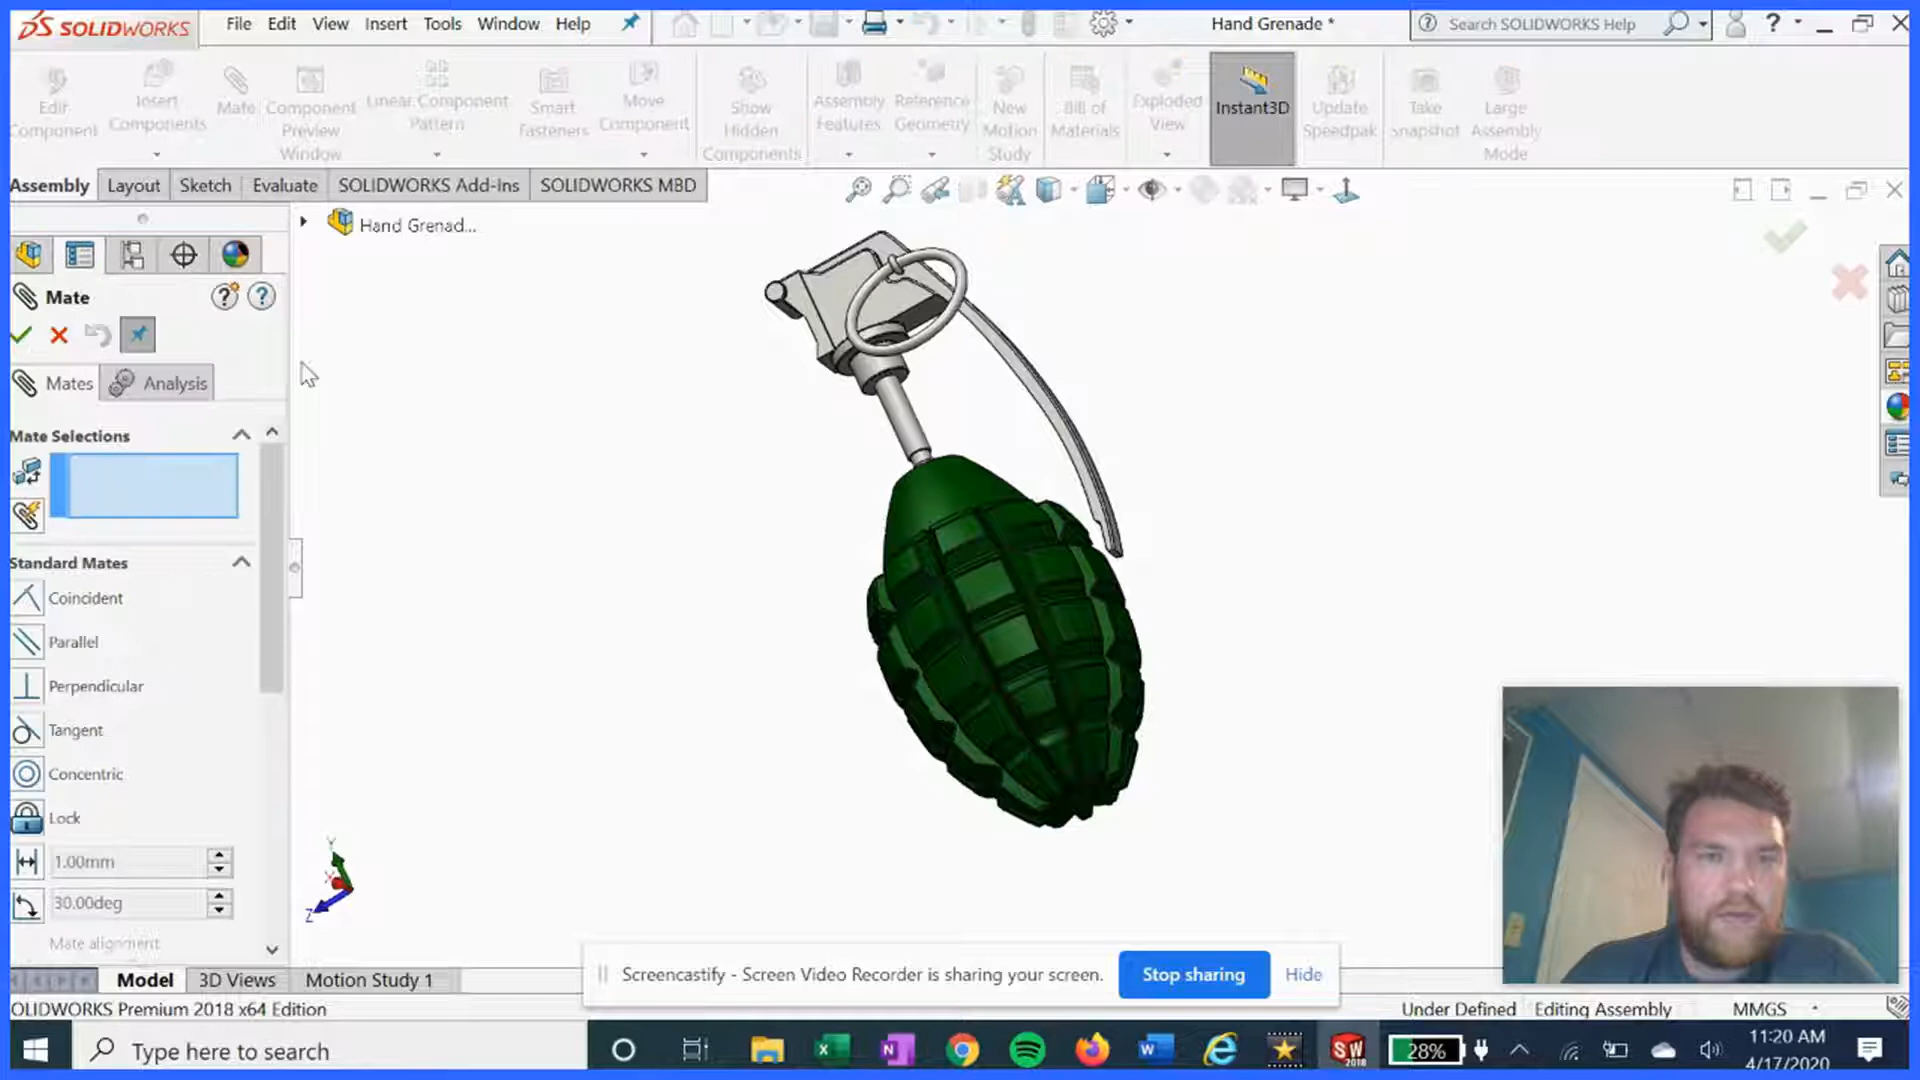 SOLIDWORKS File Edit View Insert Tools Window Help Hand Grenade * Search SOLIDWORKS Help ?
Edit Component
Insert Components
Mate
Component Preview Window
Linear Component Pattern
Smart Fasteners
Move Component
Show Hidden Components
Assembly Features
Reference Geometry
New Motion Study
Bill of Materials
Exploded View
Instant3D
Update Speedpak
Take Snapshot
Large Assembly Mode
Assembly Layout Sketch Evaluate SOLIDWORKS Add-Ins SOLIDWORKS MBD
Hand Grenad...
Mate ? ?
Mates Analysis
Mate Selections
Standard Mates
Coincident
Parallel
Perpendicular
Tangent
Concentric
Lock
1.00mm
30.00deg
Mate alignment
Y
X
Z
Model 3D Views Motion Study 1
Screencastify - Screen Video Recorder is sharing your screen. Stop sharing Hide
OLIDWORKS Premium 2018 x64 Edition Under Defined Editing Assembly MMGS
Type here to search
SW
2018
28%
11:20 AM
4/17/2020